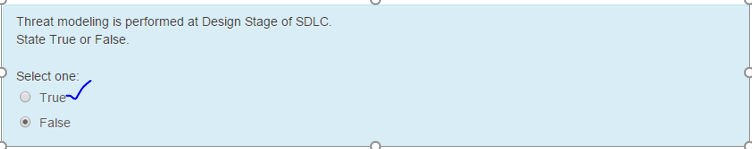 Threat modeling is performed at Design Stage of SDLC.
State True or False.
Select one:
True
False